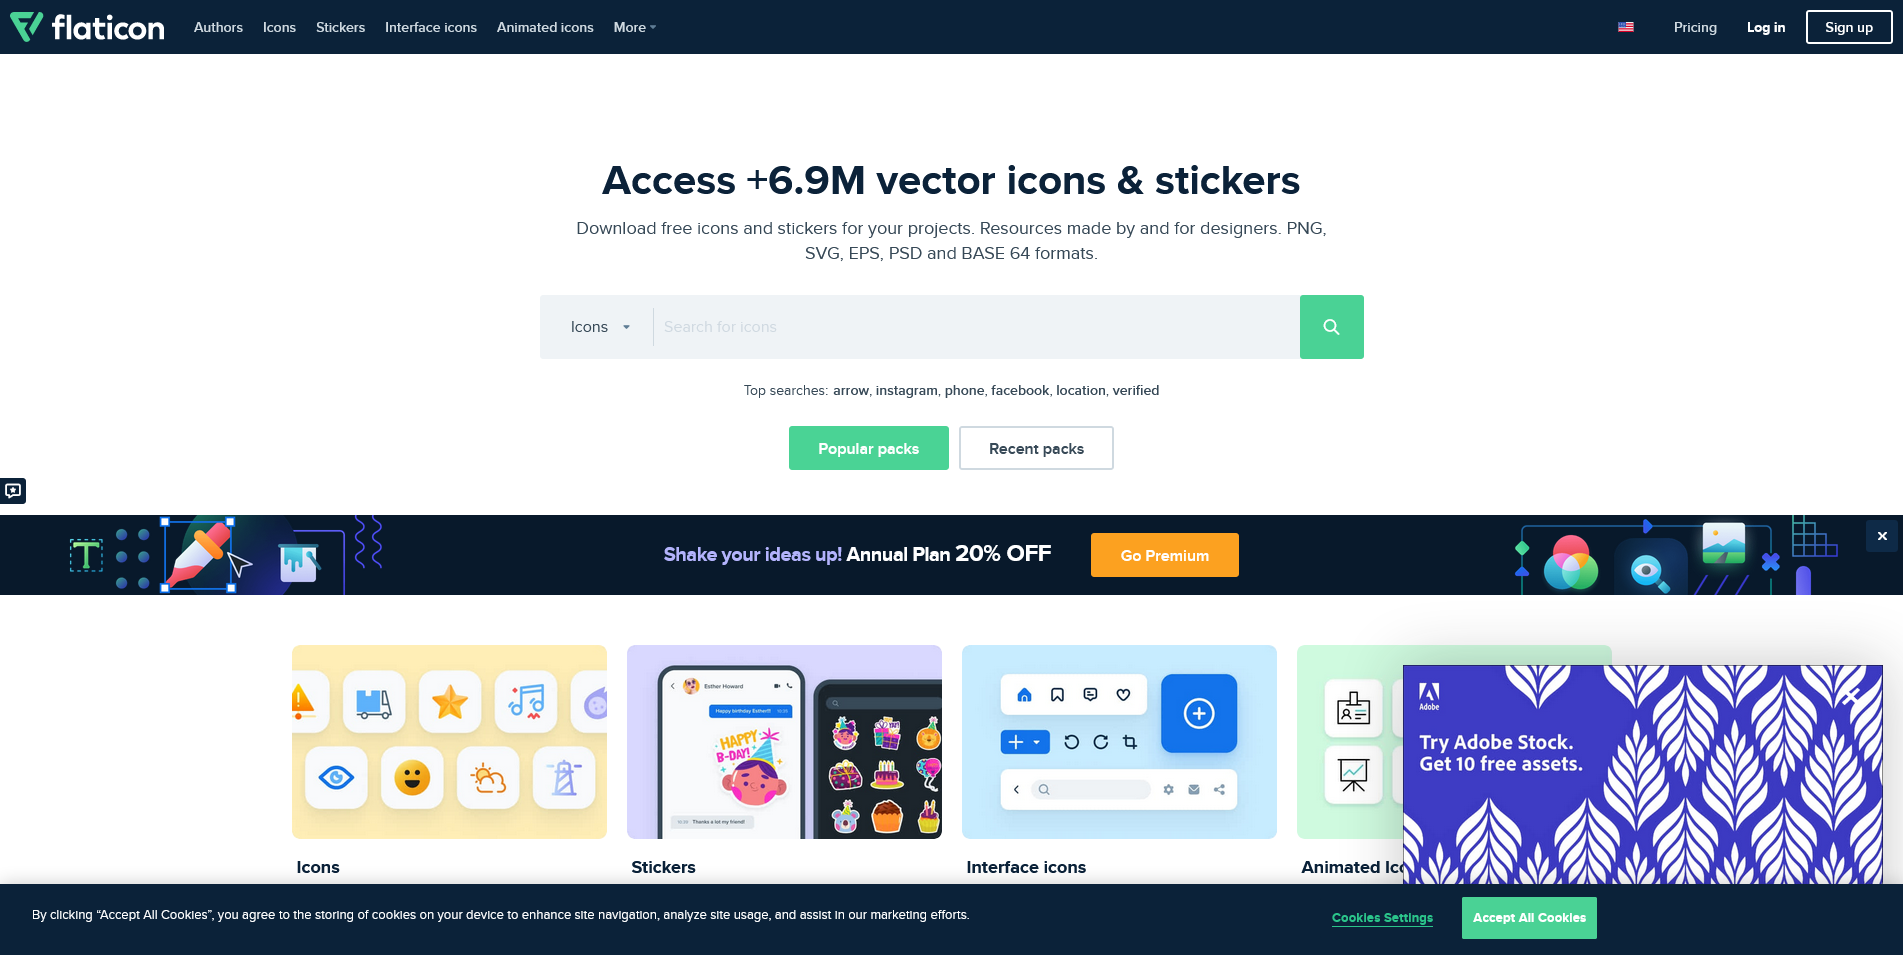 flaticon
Authors
Icons
Stickers
Interface icons
Animated icons
More
Pricing
Log in
Sign up
Access +6.9M vector icons & stickers
Download free icons and stickers for your projects. Resources made by and for designers. PNG,
SVG, EPS, PSD and BASE 64 formats.
Icons
Search for icons
Top searches: arrow, instagram, phone, facebook, location, verified
Popular packs
Recent packs
T
Shake your ideas up! Annual Plan 20% OFF
Go Premium
Esther Howard
Happy birthday Esther!!
HAPPY
B-DAY!
Thanks a lot my friend!
Adobe
Try Adobe Stock.
Get 10 free assets.
Icons
Stickers
Interface icons
Animated Ic
By clicking “Accept All Cookies”, you agree to the storing of cookies on your device to enhance site navigation, analyze site usage, and assist in our marketing efforts.
Cookies Settings
Accept All Cookies